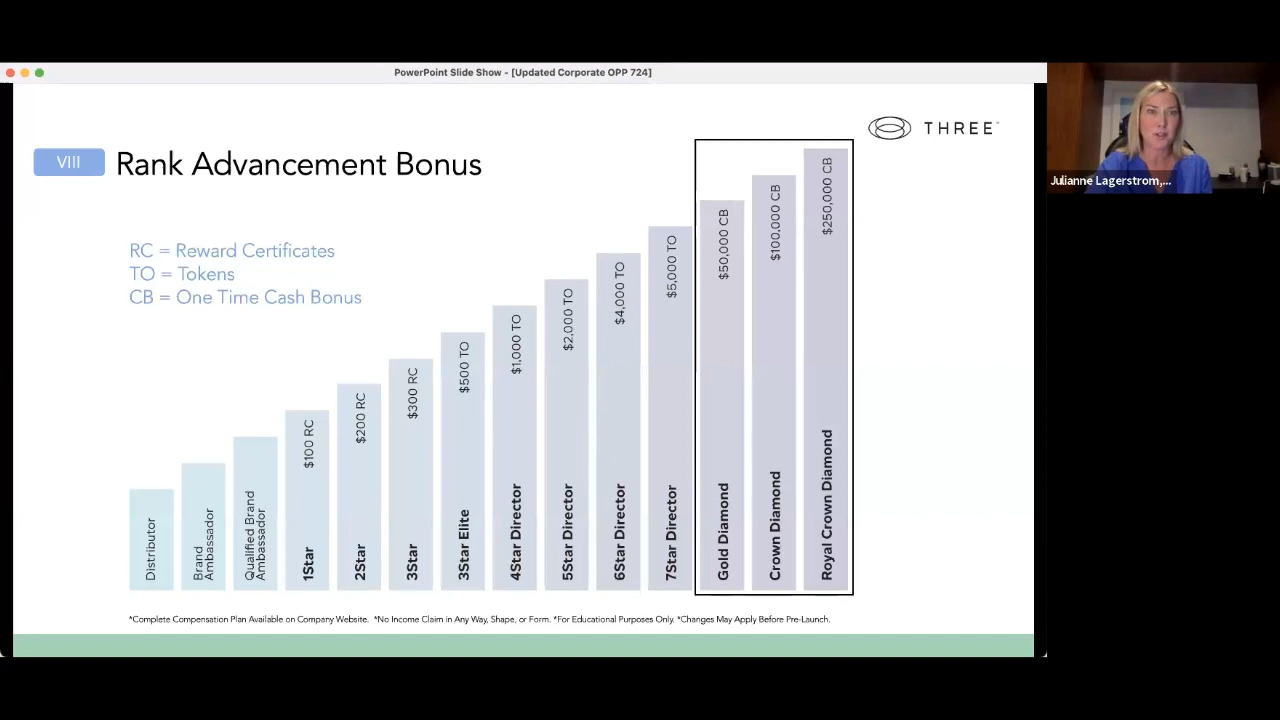 PowerPoint Slide Show - [Updated Corporate OPP 724]
THREE™
VIII
Rank Advancement Bonus
RC = Reward Certificates
TO = Tokens
CB = One Time Cash Bonus
Distributor
Brand
Ambassador
Qualified Brand
Ambassador
$100 RC
1Star
$200 RC
2Star
$300 RC
3Star
$500 TO
3Star Elite
$1,000 TO
4Star Director
$2,000 TO
5Star Director
$4,000 TO
6Star Director
$5,000 TO
7Star Director
$50,000 CB
Gold Diamond
$100,000 CB
Crown Diamond
$250,000 CB
Royal Crown Diamond
*Complete Compensation Plan Available on Company Website. *No Income Claim in Any Way, Shape, or Form. *For Educational Purposes Only. *Changes May Apply Before Pre-Launch.
Julianne Lagerstrom,...